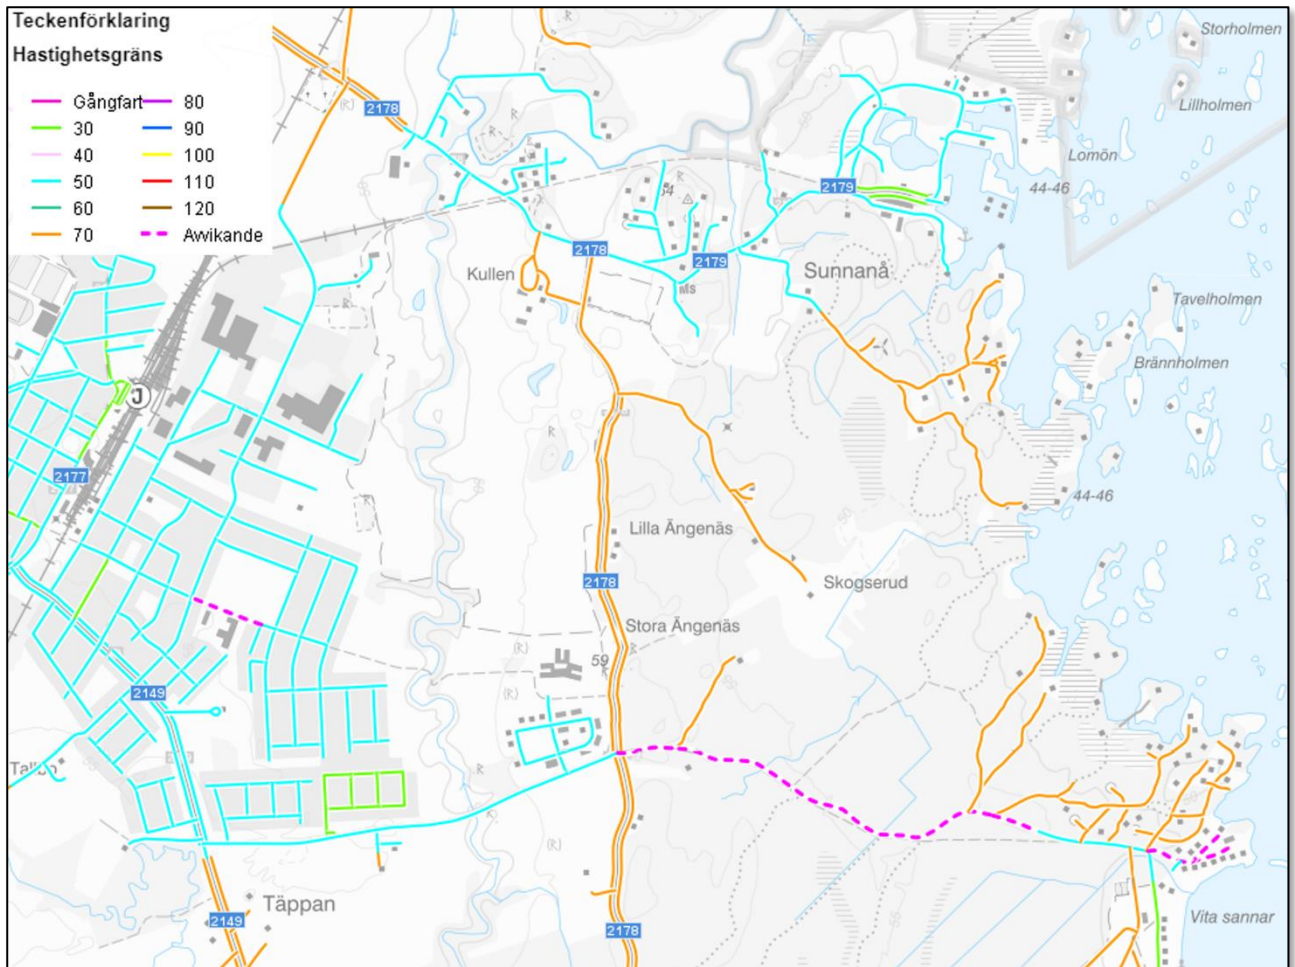 Teckenförklaring
Hastighetsgräns
Gångfart
80
30
90
40
100
50
110
60
120
70
Avvikande
Storholmen
Lillholmen
Lomön
44-46
2178
2179
2178
2179
Kullen
Sunnanå
Tavelholmen
Brännholmen
J
2177
44-46
Lilla Ängenäs
2178
Skogserud
Stora Ängenäs
59
2149
Täppan
2149
2178
Vita sannar
(R)
(R)
(R)
(R)
(R)
MS